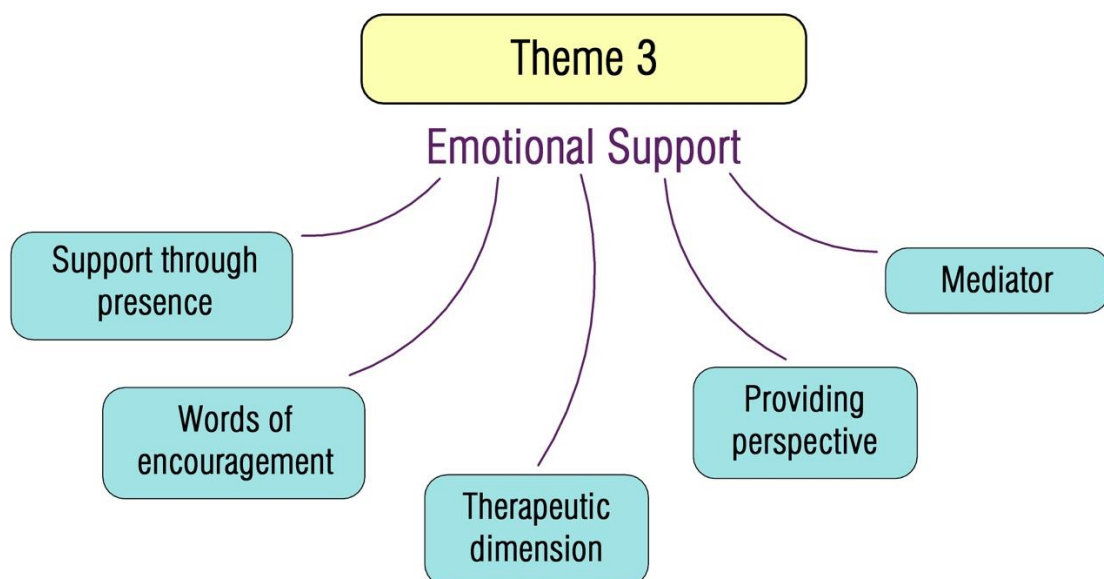 Theme 3
Emotional Support
Support through
presence
Words of
encouragement
Therapeutic
dimension
Providing
perspective
Mediator